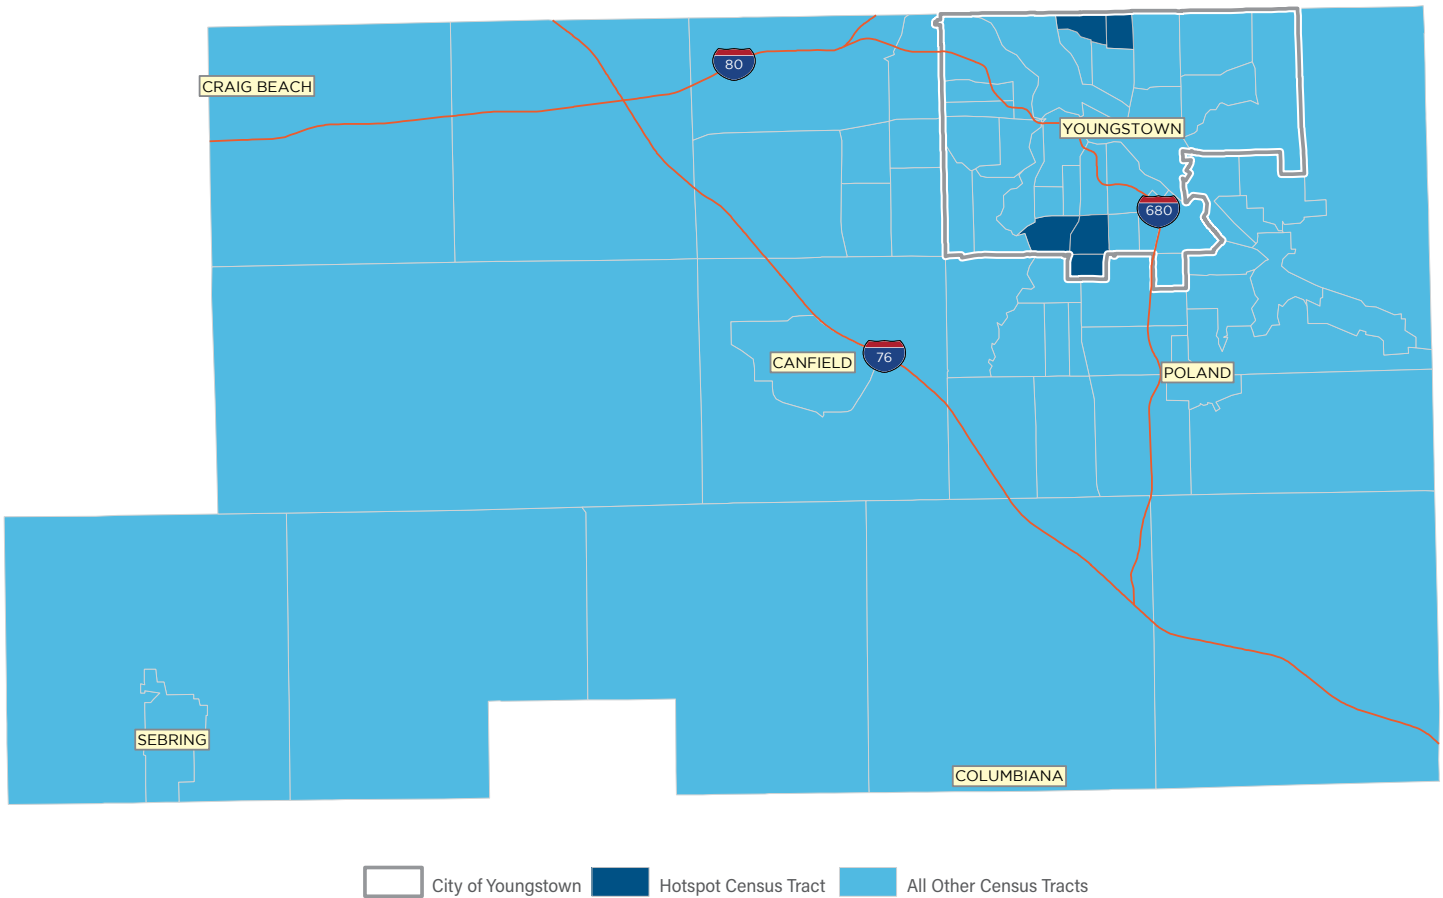 80
CRAIG BEACH
YOUNGSTOWN
680
76
CANFIELD
POLAND
SEBRING
COLUMBIANA
City of Youngstown
Hotspot Census Tract
All Other Census Tracts